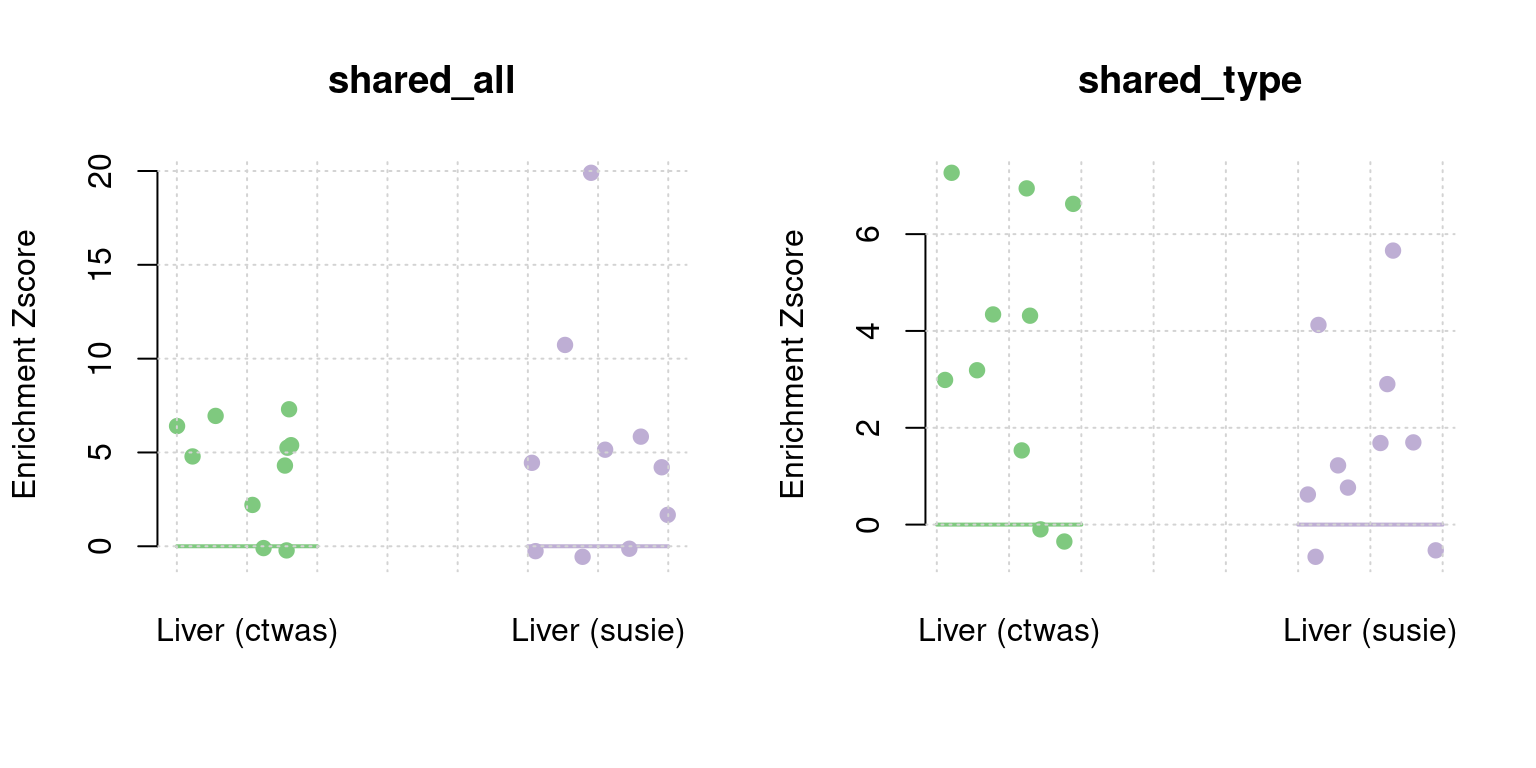 shared_all
Enrichment Zscore
20
15
10
5
0
Liver (ctwas)
Liver (susie)
shared_type
Enrichment Zscore
6
4
2
0
Liver (ctwas)
Liver (susie)